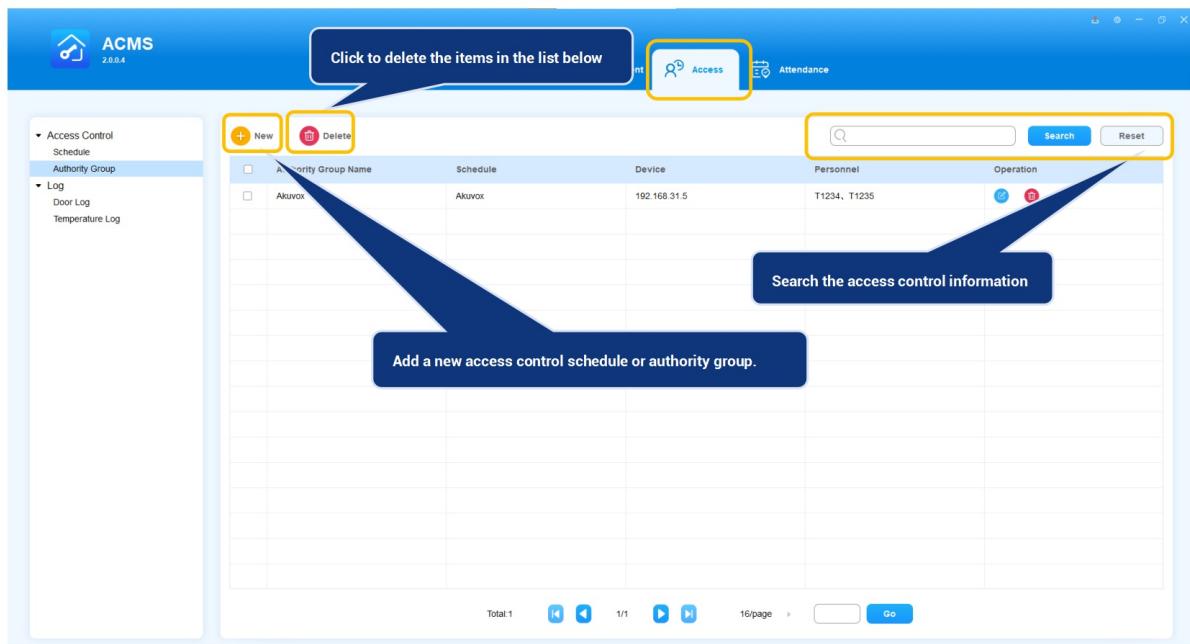 ACMS
2.0.0.4
Click to delete the items in the list below
nt
Access
Attendance
Access Control
Schedule
Authority Group
Log
Door Log
Temperature Log
New
Delete
Search
Reset
Authority Group Name
Schedule
Device
Personnel
Operation
Akuvox
Akuvox
192.168.31.5
T1234、T1235
Search the access control information
Add a new access control schedule or authority group.
Total:1
1/1
16/page
Go